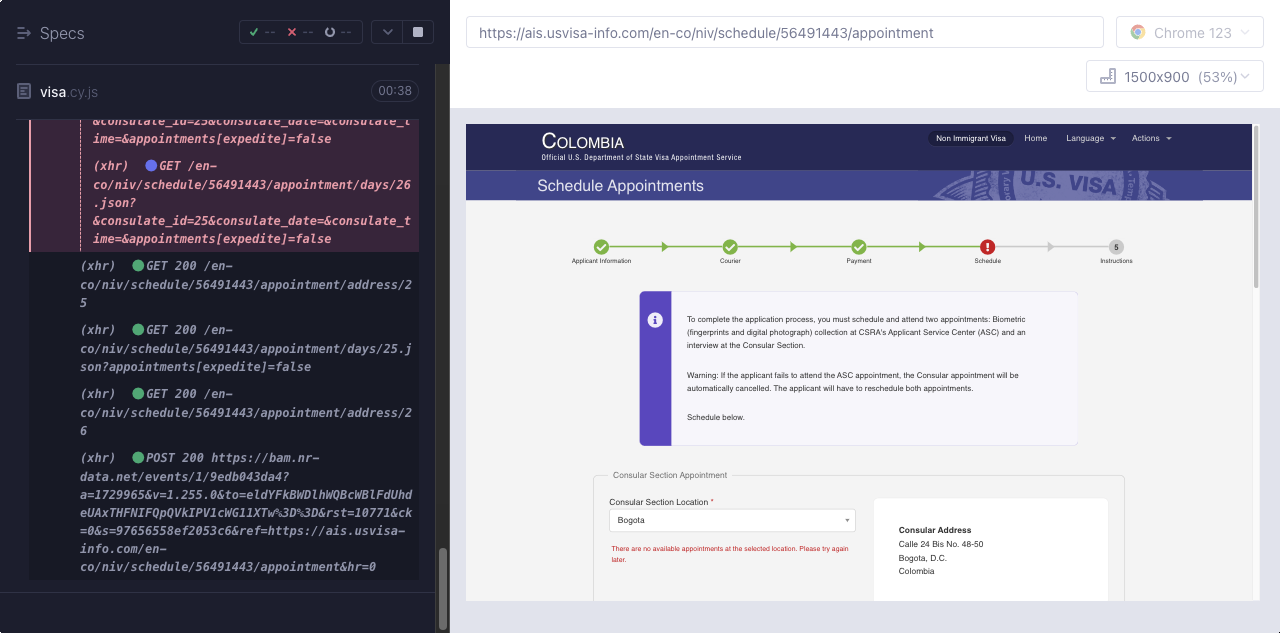 Specs
-- -- --
visa.cy.js
00:38
&consulate_id=25&consulate_date=&consulate_t
ime=&appointments[expedite]=false
(xhr) GET /en-
co/niv/schedule/56491443/appointment/days/26
.json?
&consulate_id=25&consulate_date=&consulate_t
ime=&appointments[expedite]=false
(xhr) GET 200 /en-
co/niv/schedule/56491443/appointment/address/2
5
(xhr) GET 200 /en-
co/niv/schedule/56491443/appointment/days/25.j
son?appointments[expedite]=false
(xhr) GET 200 /en-
co/niv/schedule/56491443/appointment/address/2
6
(xhr) POST 200 https://bam.nr-
data.net/events/1/9edb043da4?
a=1729965&v=1.255.0&to=eldYFkBWDlhWQBcWBlFdUhd
eUAxTHFNIFQpQVkIPV1cWG11XTw%3D%3D&rst=10771&ck
=0&s=97656558ef2053c6&ref=https://ais.usvisa-
info.com/en-
co/niv/schedule/56491443/appointment&hr=0
https://ais.usvisa-info.com/en-co/niv/schedule/56491443/appointment
Chrome 123
1500x900 (53%)
COLOMBIA
Official U.S. Department of State Visa Appointment Service
Non Immigrant Visa Home Language Actions
Schedule Appointments
U.S. VISA
Applicant Information
Courier
Payment
Schedule
5
Instructions
To complete the application process, you must schedule and attend two appointments: Biometric
(fingerprints and digital photograph) collection at CSRA's Applicant Service Center (ASC) and an
interview at the Consular Section.
Warning: If the applicant fails to attend the ASC appointment, the Consular appointment will be
automatically cancelled. The applicant will have to reschedule both appointments.
Schedule below.
Consular Section Appointment
Consular Section Location *
Bogota
There are no available appointments at the selected location. Please try again
later.
Consular Address
Calle 24 Bis No. 48-50
Bogota, D.C.
Colombia